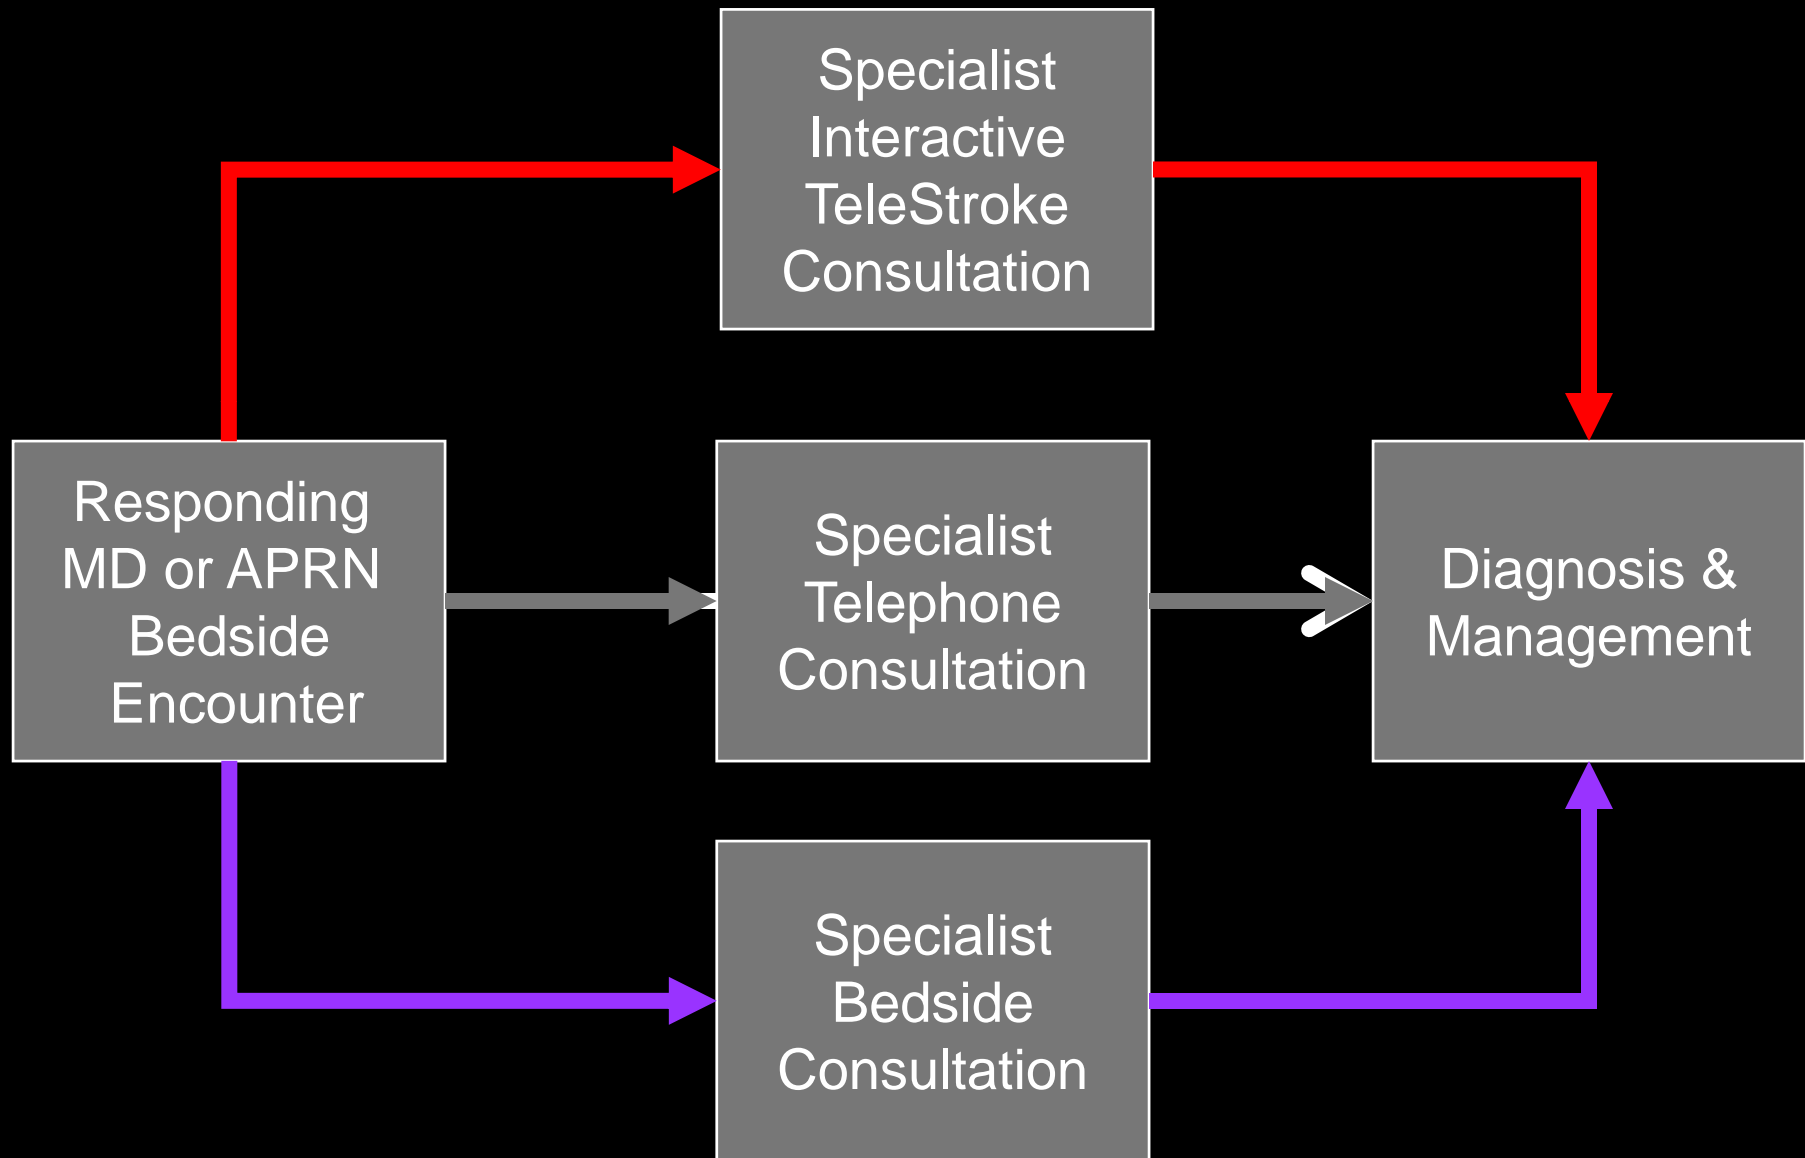 Specialist
Interactive
TeleStroke
Consultation
Responding
MD or APRN
Bedside
Encounter
Specialist
Telephone
Consultation
Diagnosis &
Management
Specialist
Bedside
Consultation